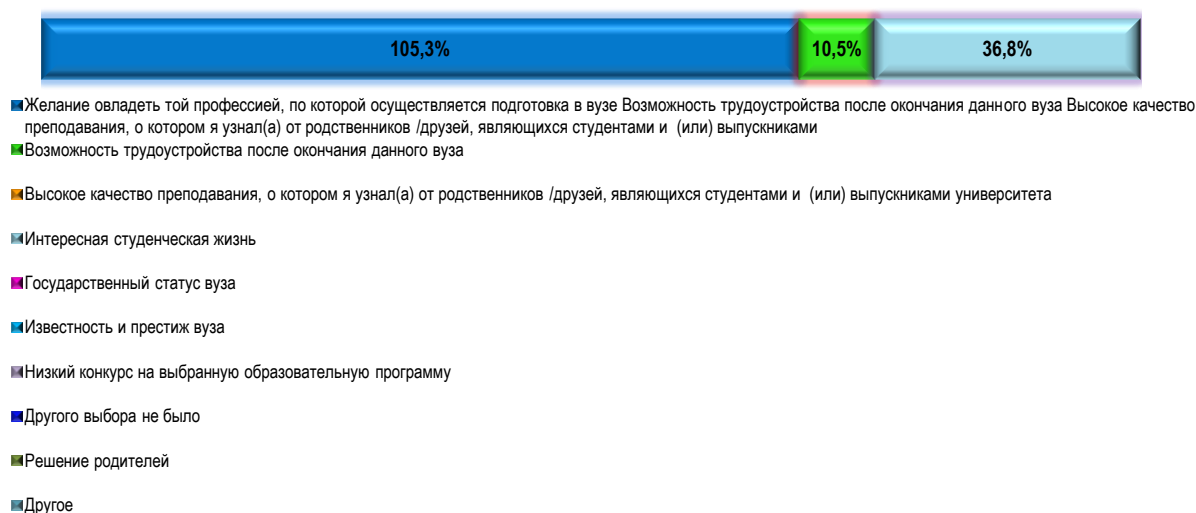 105,3% 10,5% 36,8%
Желание овладеть той профессией, по которой осуществляется подготовка в вузе Возможность трудоустройства после окончания данного вуза Высокое качество
преподавания, о котором я узнал(а) от родственников /друзей, являющихся студентами и (или) выпускниками
Возможность трудоустройства после окончания данного вуза
Высокое качество преподавания, о котором я узнал(а) от родственников /друзей, являющихся студентами и (или) выпускниками университета
Интересная студенческая жизнь
Государственный статус вуза
Известность и престиж вуза
Низкий конкурс на выбранную образовательную программу
Другого выбора не было
Решение родителей
Другое